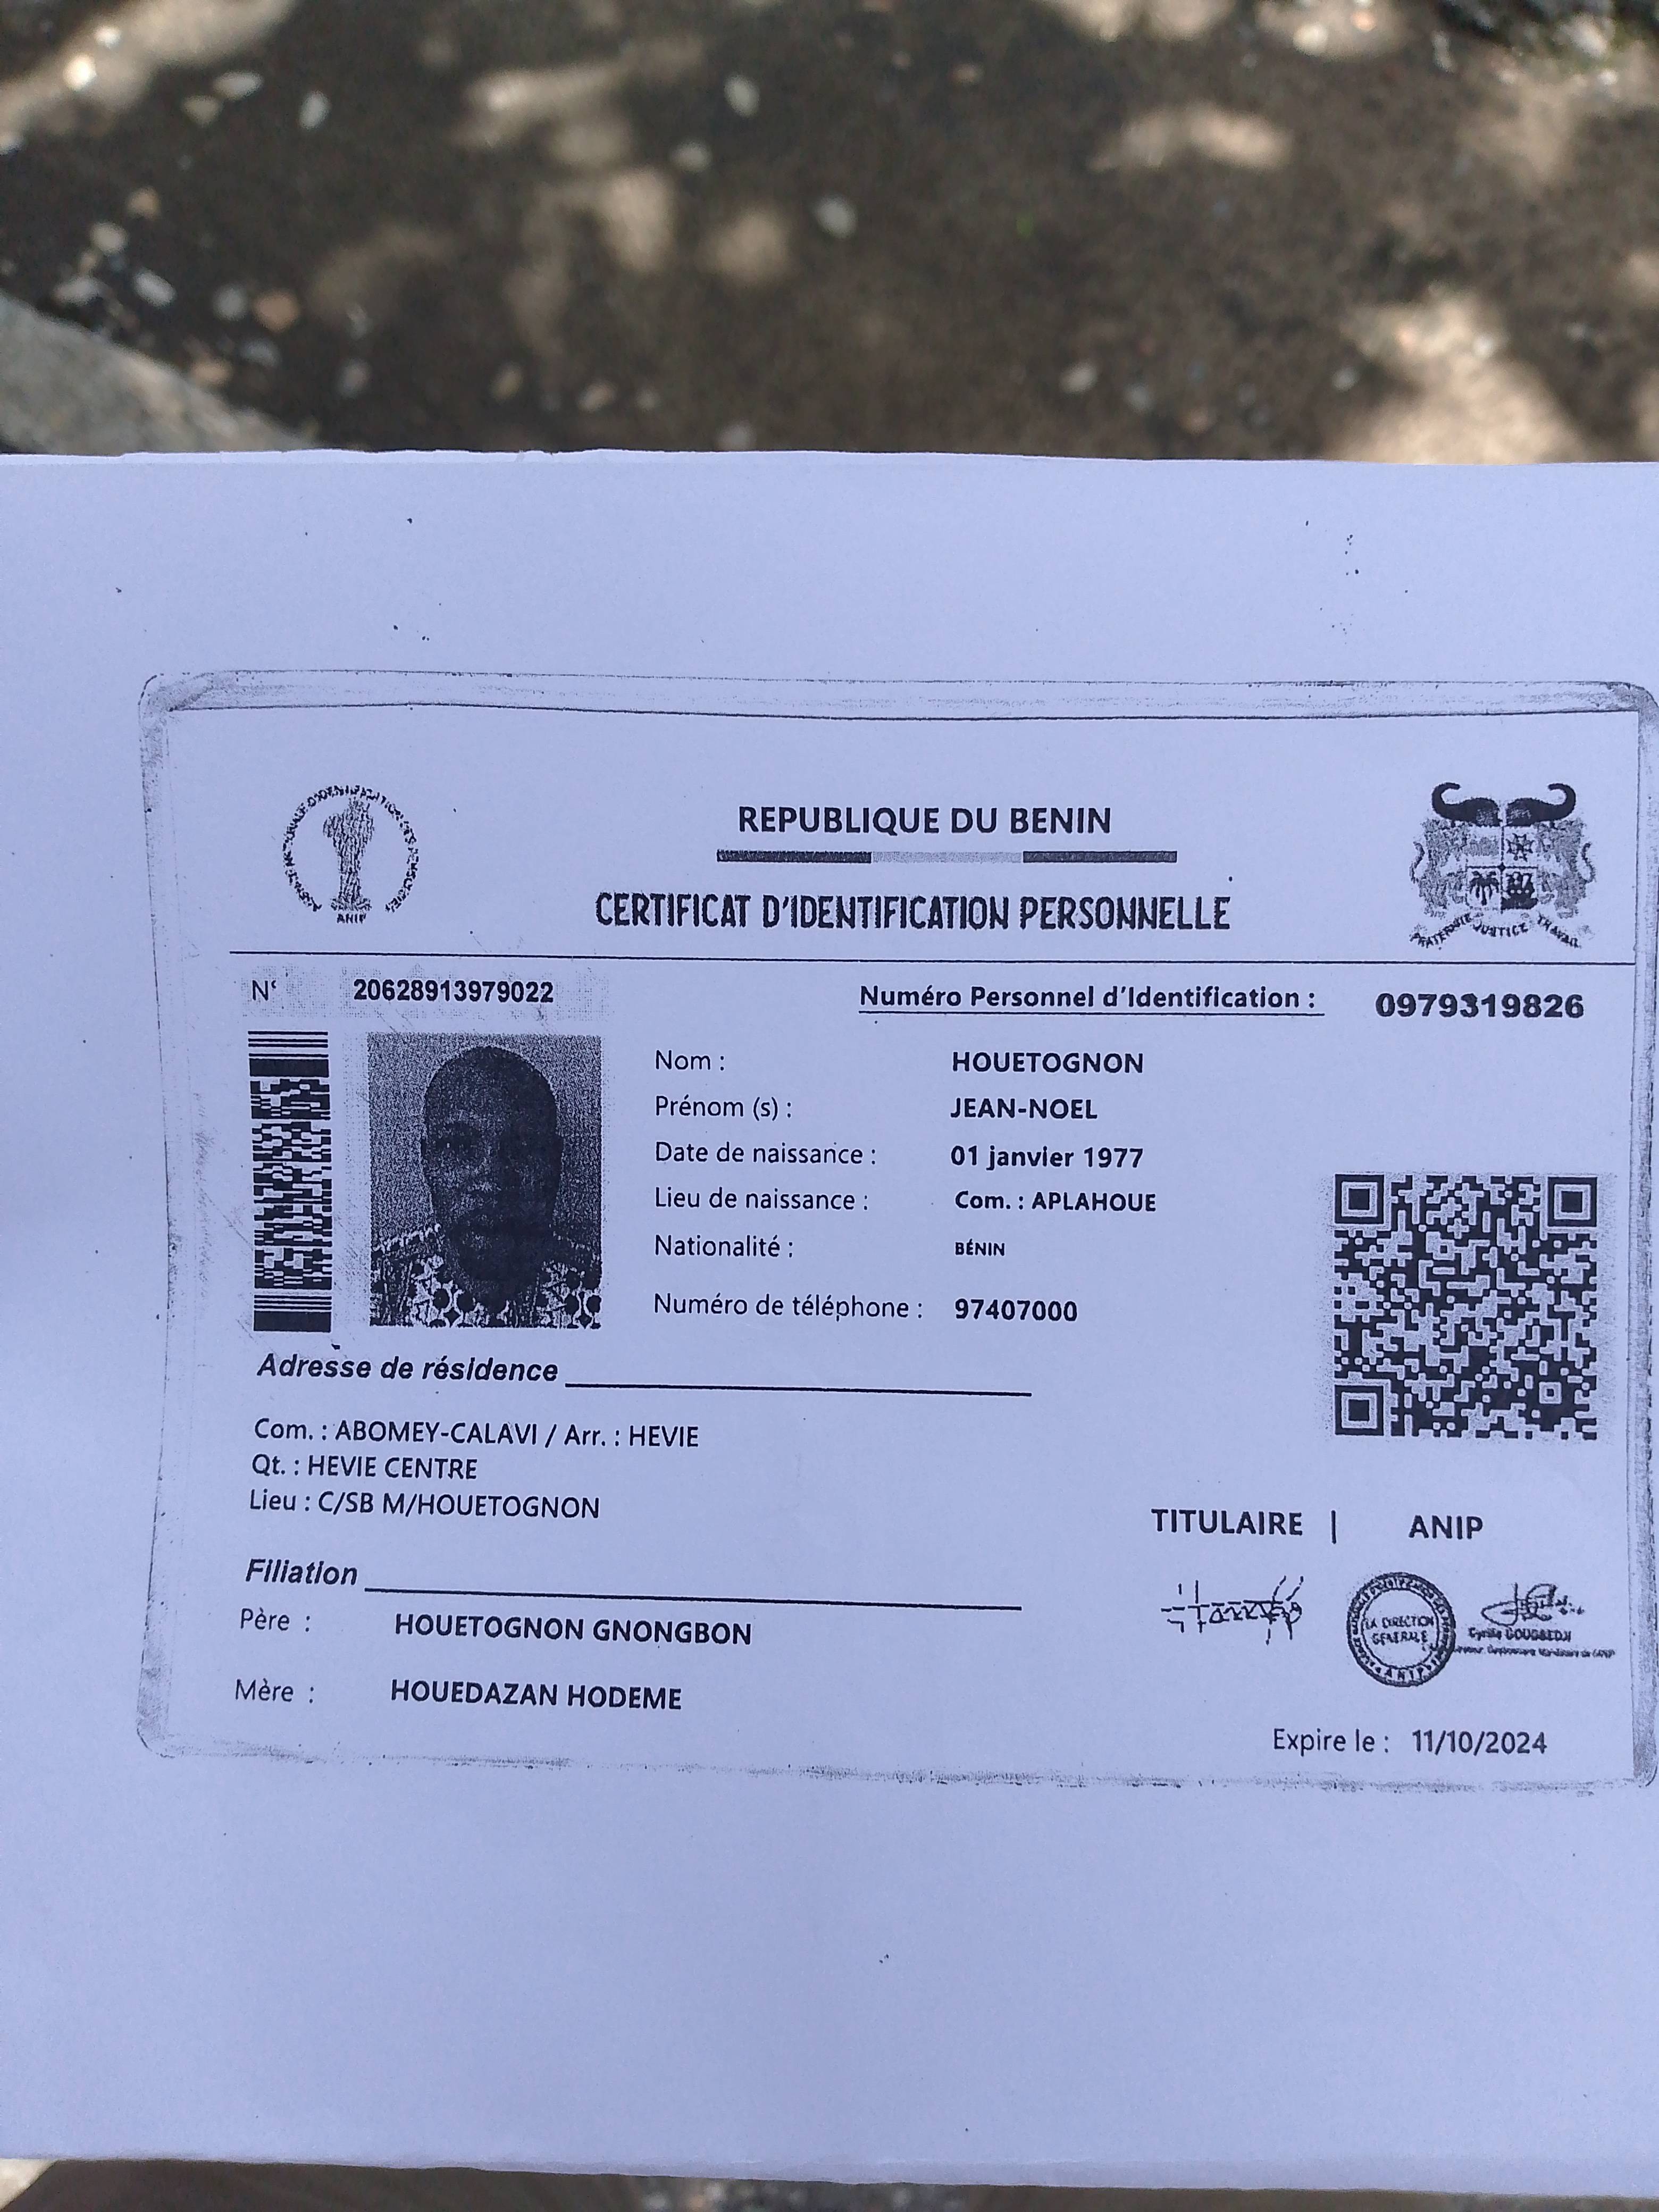 REPUBLIQUE DU BENIN
ANIP
CERTIFICAT D'IDENTIFICATION PERSONNELLE
FRATERNITE JUSTICE TRAVAIL
N° 20628913979022
Numéro Personnel d'Identification : 0979319826
Nom : HOUETOGNON
Prénom (s) : JEAN-NOEL
Date de naissance : 01 janvier 1977
Lieu de naissance : Com. : APLAHOUE
Nationalité : BÉNIN
Numéro de téléphone : 97407000
Adresse de résidence
Com. : ABOMEY-CALAVI / Arr. : HEVIE
Qt. : HEVIE CENTRE
Lieu : C/SB M/HOUETOGNON
TITULAIRE | ANIP
Filiation
Père : HOUETOGNON GNONGBON
LA DIRECTION
GENERALE
ANIP
Mère : HOUEDAZAN HODEME
Expire le : 11/10/2024